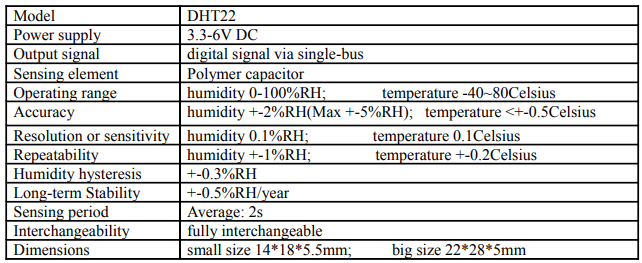 Model DHT22
Power supply 3.3-6V DC
Output signal digital signal via single-bus
Sensing element Polymer capacitor
Operating range humidity 0-100%RH; temperature -40~80Celsius
Accuracy humidity +-2%RH(Max +-5%RH); temperature <+-0.5Celsius
Resolution or sensitivity humidity 0.1%RH; temperature 0.1Celsius
Repeatability humidity +-1%RH; temperature +-0.2Celsius
Humidity hysteresis +-0.3%RH
Long-term Stability +-0.5%RH/year
Sensing period Average: 2s
Interchangeability fully interchangeable
Dimensions small size 14*18*5.5mm; big size 22*28*5mm